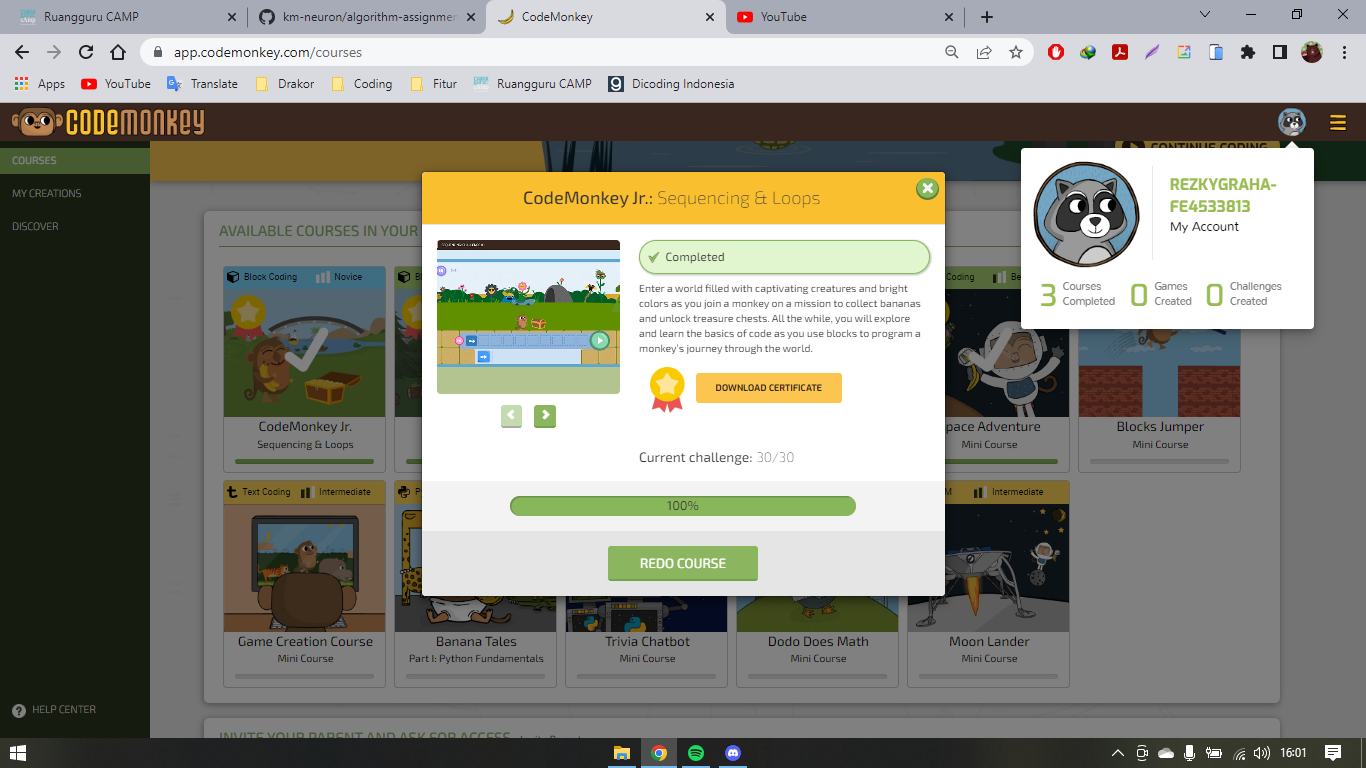 Ruangguru CAMP
km-neuron/algorithm-assignmen
CodeMonkey
YouTube
app.codemonkey.com/courses
Apps
YouTube
Translate
Drakor
Coding
Fitur
Ruangguru CAMP
Dicoding Indonesia
CODEMONKEY
COURSES
MY CREATIONS
DISCOVER
HELP CENTER
CONTINUE CODING
REZKYGRAHA-
FE4533813
My Account
3 Courses
Completed
0 Games
Created
0 Challenges
Created
AVAILABLE COURSES IN YOUR
CodeMonkey Jr.: Sequencing & Loops
Completed
Enter a world filled with captivating creatures and bright
colors as you join a monkey on a mission to collect bananas
and unlock treasure chests. All the while, you will explore
and learn the basics of code as you use blocks to program a
monkey's journey through the world.
DOWNLOAD CERTIFICATE
Current challenge: 30/30
100%
REDO COURSE
Block Coding
Novice
CodeMonkey Jr.
Sequencing & Loops
Coding
Be
pace Adventure
Mini Course
Blocks Jumper
Mini Course
Text Coding
Intermediate
Game Creation Course
Mini Course
Banana Tales
Part I: Python Fundamentals
Trivia Chatbot
Mini Course
Dodo Does Math
Mini Course
M
Intermediate
Moon Lander
Mini Course
INVITE YOUR PARENT AND ASK FOR ACCESS
16:01